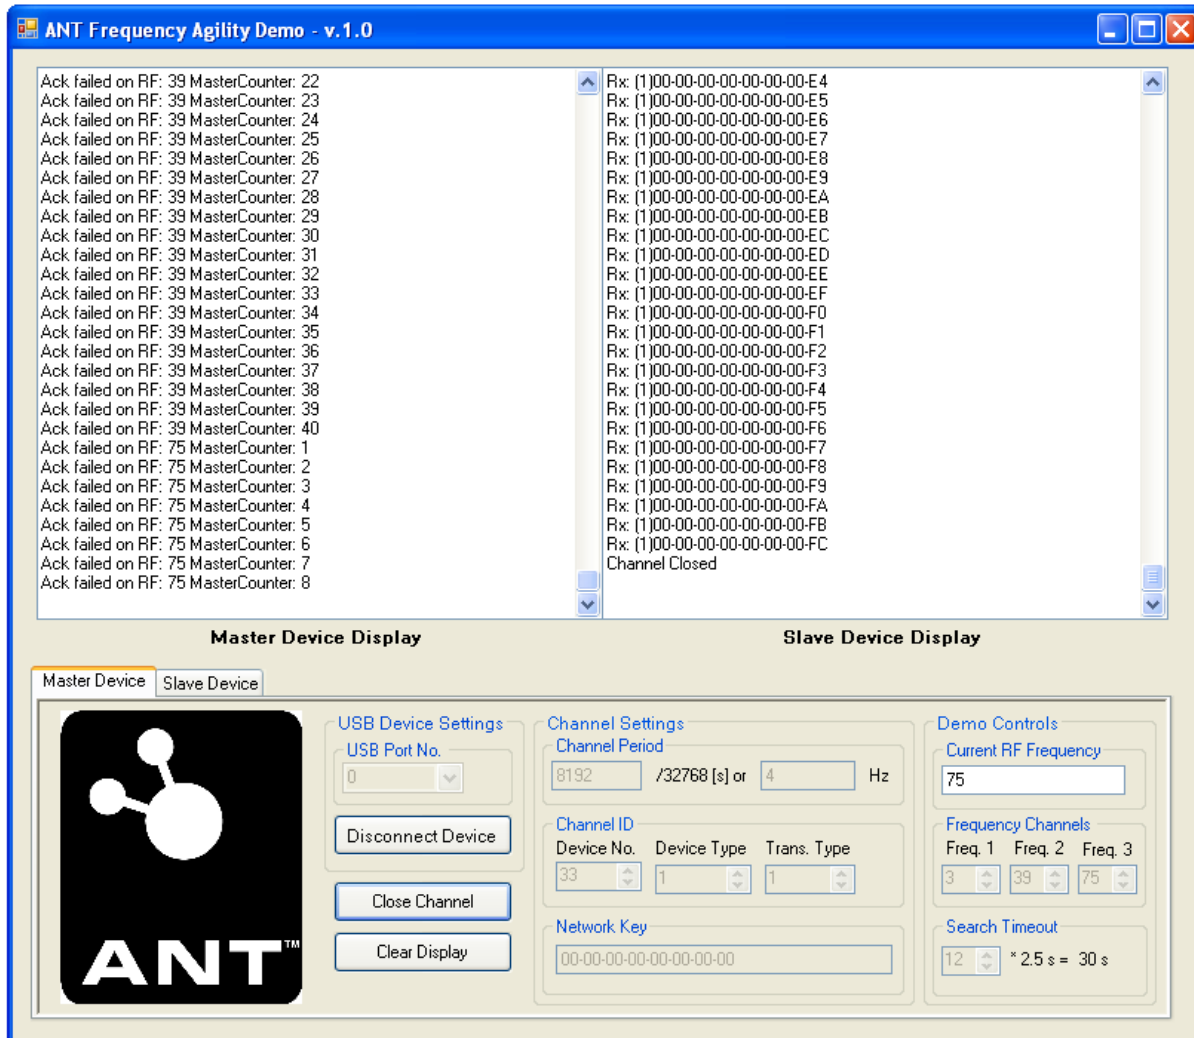 ANT Frequency Agility Demo - v.1.0
Ack failed on RF: 39 MasterCounter: 22
Ack failed on RF: 39 MasterCounter: 23
Ack failed on RF: 39 MasterCounter: 24
Ack failed on RF: 39 MasterCounter: 25
Ack failed on RF: 39 MasterCounter: 26
Ack failed on RF: 39 MasterCounter: 27
Ack failed on RF: 39 MasterCounter: 28
Ack failed on RF: 39 MasterCounter: 29
Ack failed on RF: 39 MasterCounter: 30
Ack failed on RF: 39 MasterCounter: 31
Ack failed on RF: 39 MasterCounter: 32
Ack failed on RF: 39 MasterCounter: 33
Ack failed on RF: 39 MasterCounter: 34
Ack failed on RF: 39 MasterCounter: 35
Ack failed on RF: 39 MasterCounter: 36
Ack failed on RF: 39 MasterCounter: 37
Ack failed on RF: 39 MasterCounter: 38
Ack failed on RF: 39 MasterCounter: 39
Ack failed on RF: 39 MasterCounter: 40
Ack failed on RF: 75 MasterCounter: 1
Ack failed on RF: 75 MasterCounter: 2
Ack failed on RF: 75 MasterCounter: 3
Ack failed on RF: 75 MasterCounter: 4
Ack failed on RF: 75 MasterCounter: 5
Ack failed on RF: 75 MasterCounter: 6
Ack failed on RF: 75 MasterCounter: 7
Ack failed on RF: 75 MasterCounter: 8
Master Device Display
Rx: (1)00-00-00-00-00-00-00-E4
Rx: (1)00-00-00-00-00-00-00-E5
Rx: (1)00-00-00-00-00-00-00-E6
Rx: (1)00-00-00-00-00-00-00-E7
Rx: (1)00-00-00-00-00-00-00-E8
Rx: (1)00-00-00-00-00-00-00-E9
Rx: (1)00-00-00-00-00-00-00-EA
Rx: (1)00-00-00-00-00-00-00-EB
Rx: (1)00-00-00-00-00-00-00-EC
Rx: (1)00-00-00-00-00-00-00-ED
Rx: (1)00-00-00-00-00-00-00-EE
Rx: (1)00-00-00-00-00-00-00-EF
Rx: (1)00-00-00-00-00-00-00-F0
Rx: (1)00-00-00-00-00-00-00-F1
Rx: (1)00-00-00-00-00-00-00-F2
Rx: (1)00-00-00-00-00-00-00-F3
Rx: (1)00-00-00-00-00-00-00-F4
Rx: (1)00-00-00-00-00-00-00-F5
Rx: (1)00-00-00-00-00-00-00-F6
Rx: (1)00-00-00-00-00-00-00-F7
Rx: (1)00-00-00-00-00-00-00-F8
Rx: (1)00-00-00-00-00-00-00-F9
Rx: (1)00-00-00-00-00-00-00-FA
Rx: (1)00-00-00-00-00-00-00-FB
Rx: (1)00-00-00-00-00-00-00-FC
Channel Closed
Slave Device Display
Master Device Slave Device
ANT™
USB Device Settings
USB Port No.
0
Disconnect Device
Close Channel
Clear Display
Channel Settings
Channel Period
8192 /32768 [s] or 4 Hz
Channel ID
Device No. Device Type Trans. Type
33 1 1
Network Key
00-00-00-00-00-00-00-00
Demo Controls
Current RF Frequency
75
Frequency Channels
Freq. 1 Freq. 2 Freq. 3
3 39 75
Search Timeout
12 * 2.5 s = 30 s